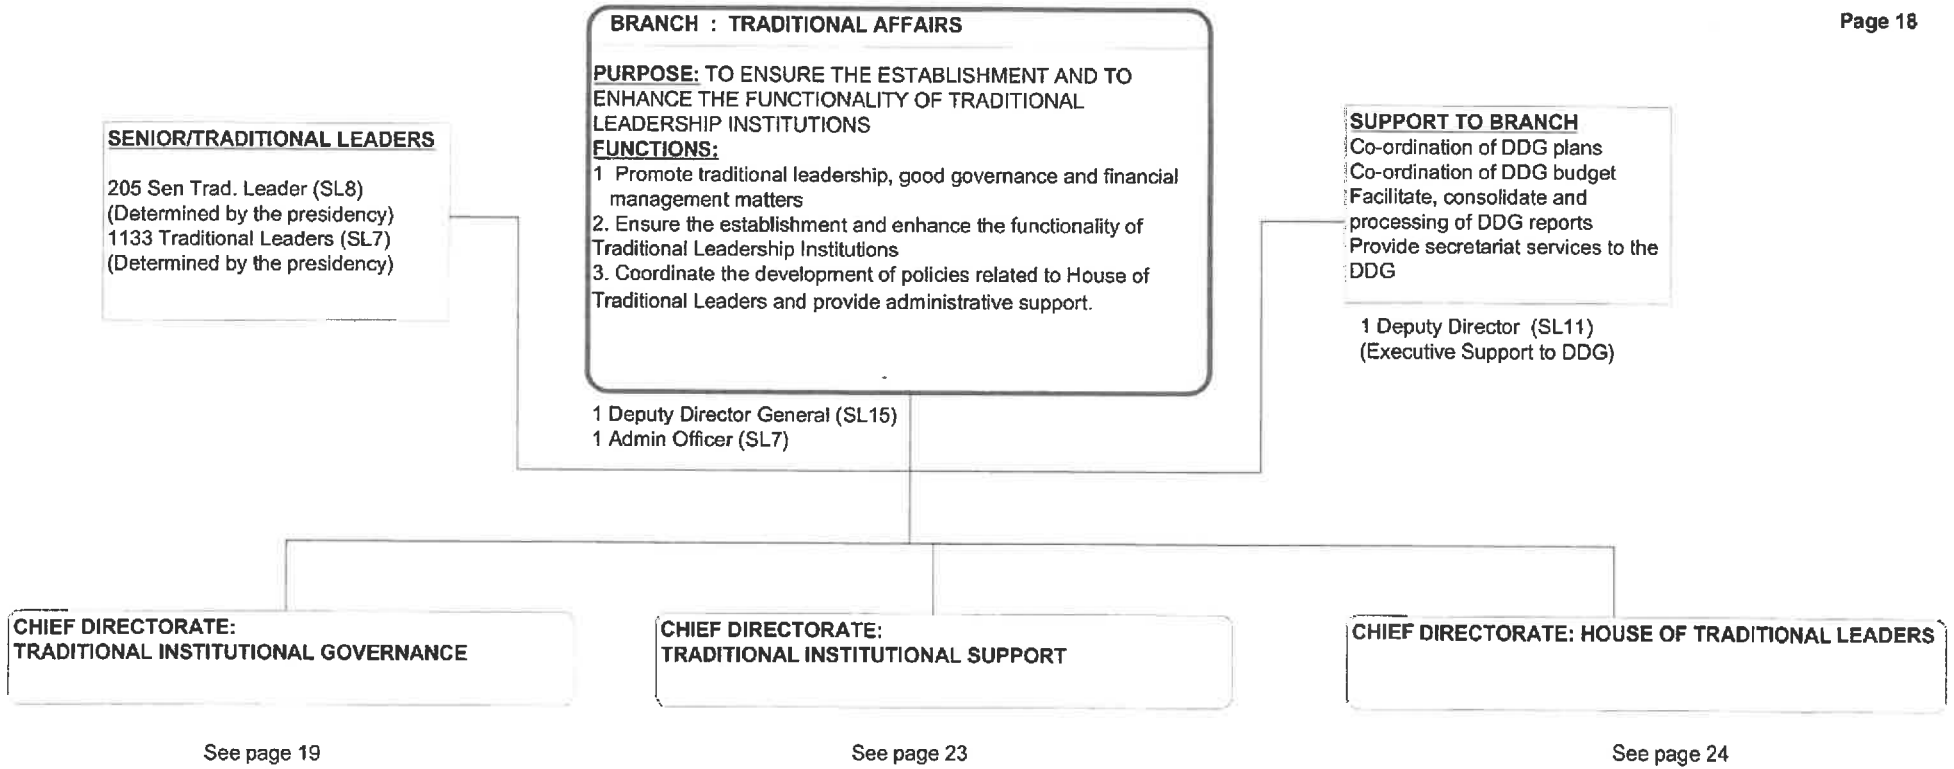 BRANCH : TRADITIONAL AFFAIRS
Page 18
PURPOSE: TO ENSURE THE ESTABLISHMENT AND TO
ENHANCE THE FUNCTIONALITY OF TRADITIONAL
LEADERSHIP INSTITUTIONS
FUNCTIONS:
1 Promote traditional leadership, good governance and financial
management matters
2. Ensure the establishment and enhance the functionality of
Traditional Leadership Institutions
3. Coordinate the development of policies related to House of
Traditional Leaders and provide administrative support.
1 Deputy Director General (SL15)
1 Admin Officer (SL7)
SENIOR/TRADITIONAL LEADERS
205 Sen Trad. Leader (SL8)
(Determined by the presidency)
1133 Traditional Leaders (SL7)
(Determined by the presidency)
SUPPORT TO BRANCH
Co-ordination of DDG plans
Co-ordination of DDG budget
Facilitate, consolidate and
processing of DDG reports
Provide secretariat services to the
DDG
1 Deputy Director (SL11)
(Executive Support to DDG)
CHIEF DIRECTORATE:
TRADITIONAL INSTITUTIONAL GOVERNANCE
See page 19
CHIEF DIRECTORATE:
TRADITIONAL INSTITUTIONAL SUPPORT
See page 23
CHIEF DIRECTORATE: HOUSE OF TRADITIONAL LEADERS
See page 24